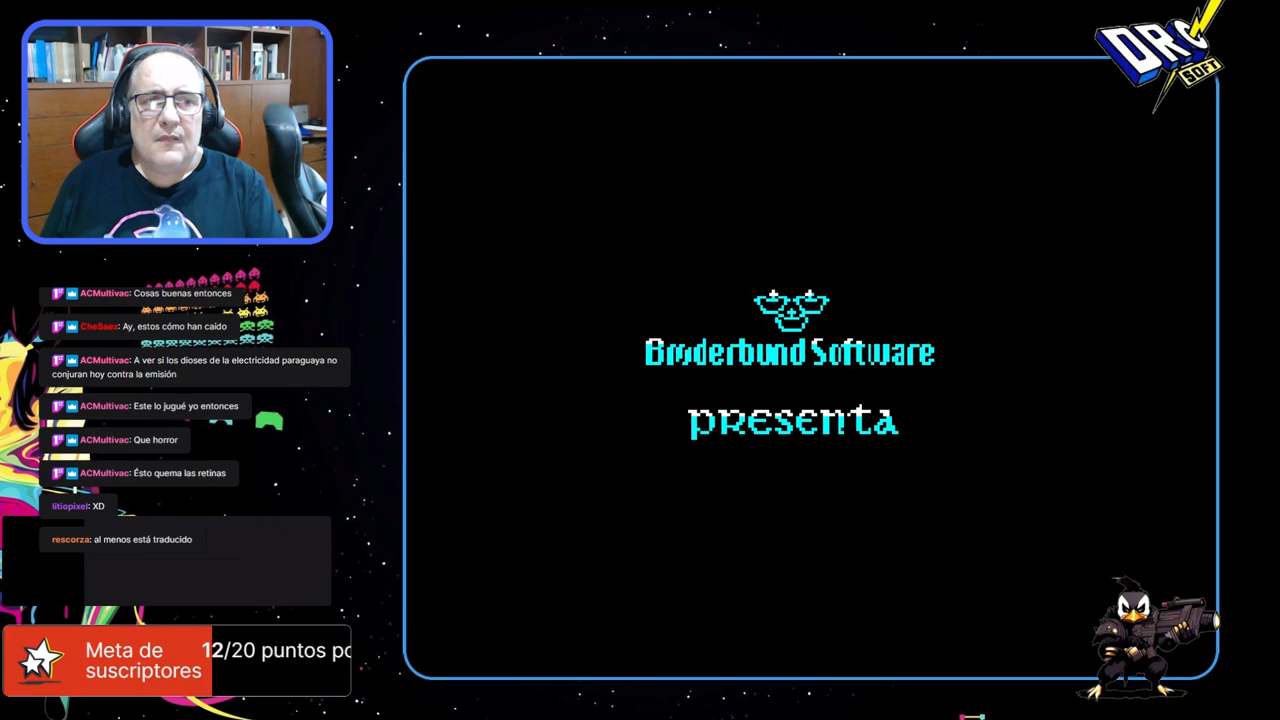 DRC
SOFT
ACMultivac: Cosas buenas entonces
CheSaez: Ay, estos cómo han caído
ACMultivac: A ver si los dioses de la electricidad paraguaya no
conjuran hoy contra la emisión
ACMultivac: Este lo jugué yo entonces
ACMultivac: Que horror
ACMultivac: Ésto quema las retinas
litiopixel: XD
rescorza: al menos está traducido
Meta de
suscriptores
12/20 puntos po
Brøderbund Software
presenta